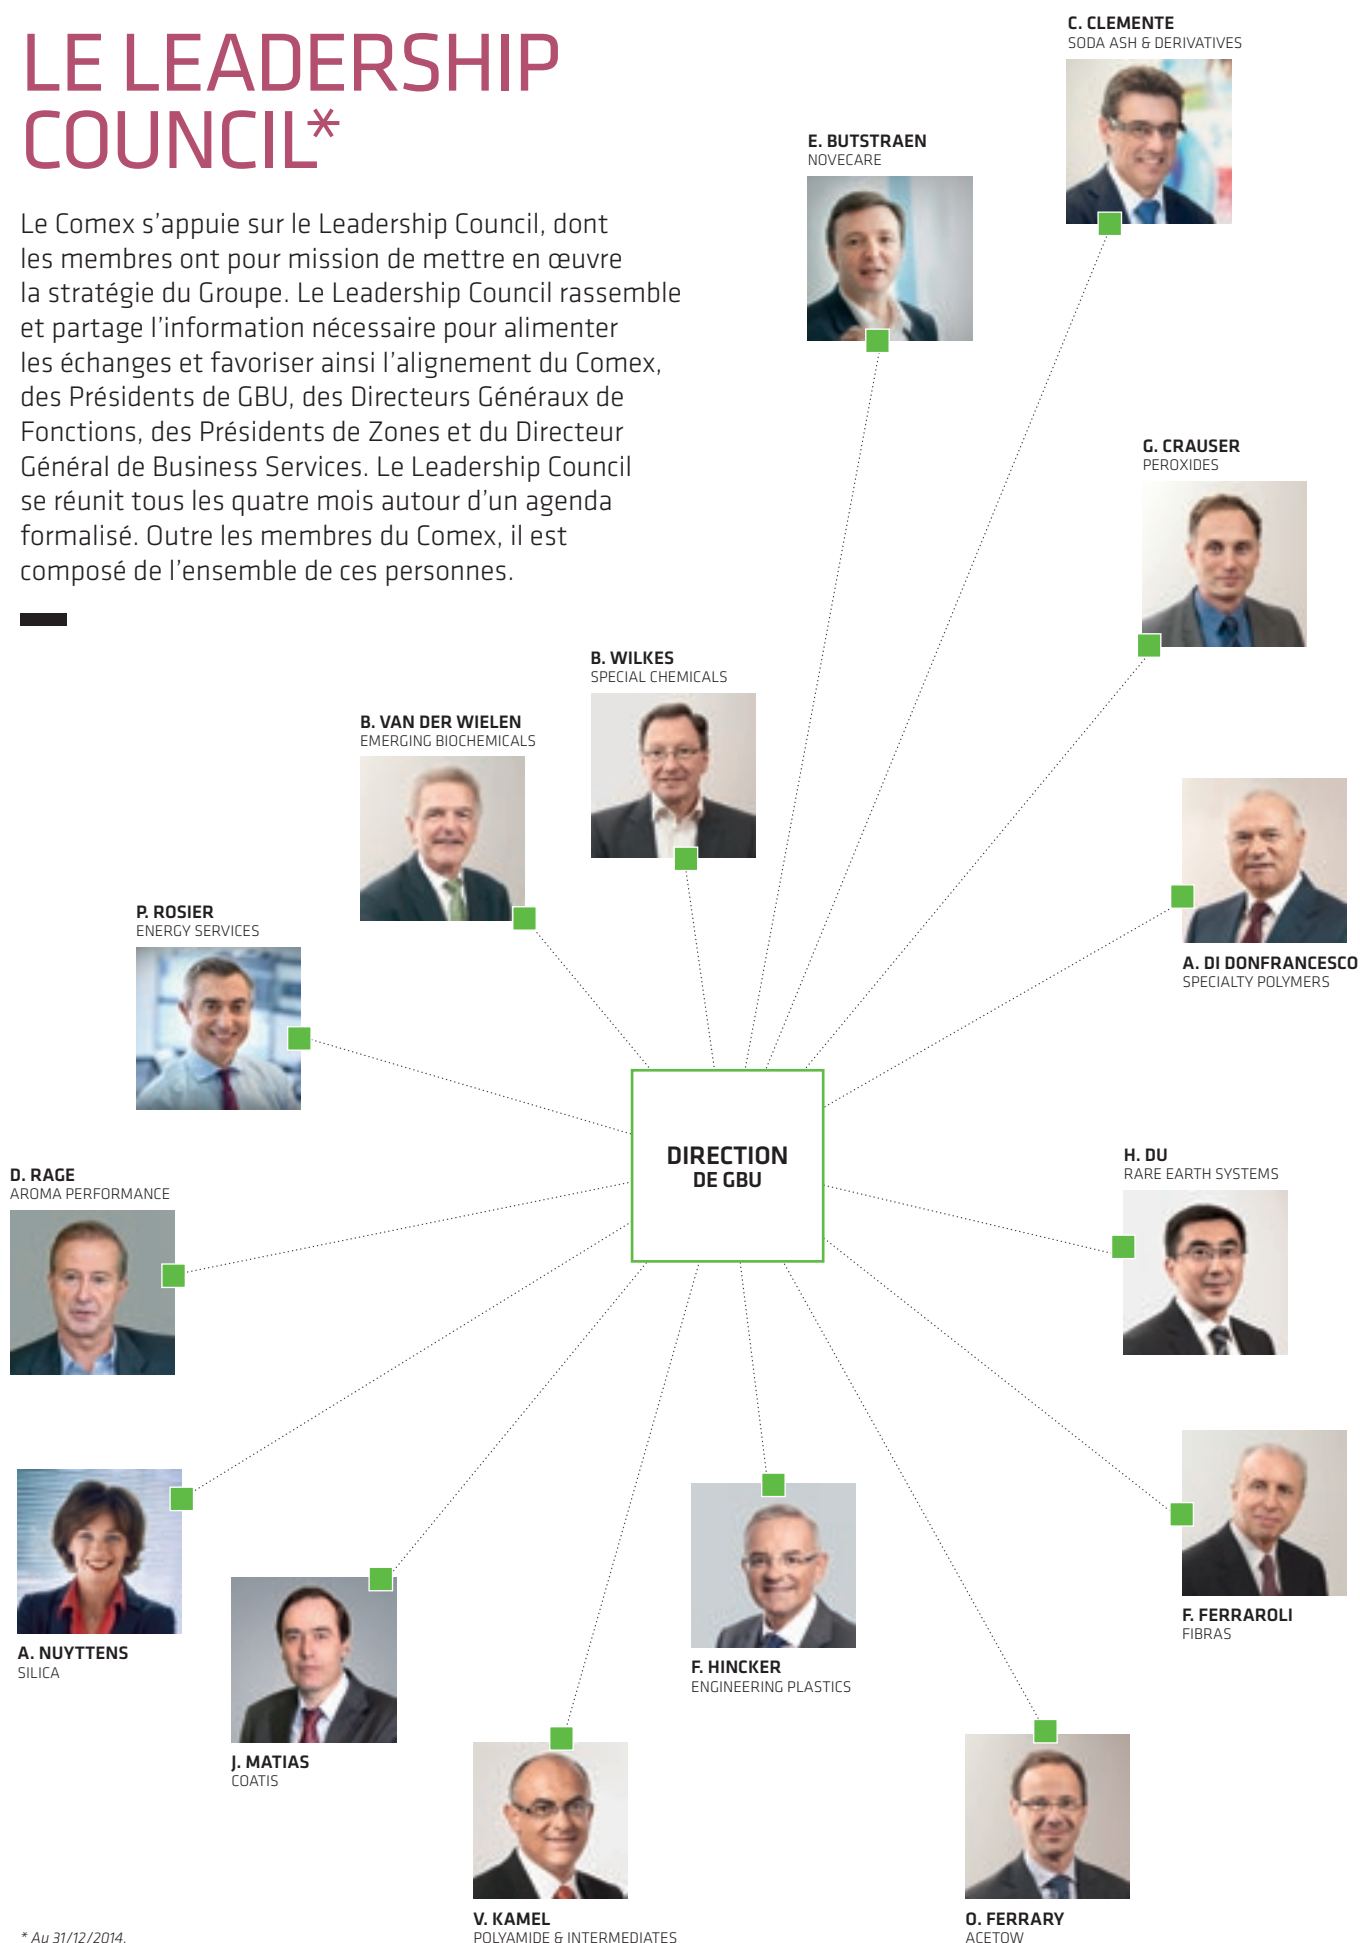 LE LEADERSHIP
COUNCIL*
Le Comex s’appuie sur le Leadership Council, dont
les membres ont pour mission de mettre en œuvre
la stratégie du Groupe. Le Leadership Council rassemble
et partage l’information nécessaire pour alimenter
les échanges et favoriser ainsi l’alignement du Comex,
des Présidents de GBU, des Directeurs Généraux de
Fonctions, des Présidents de Zones et du Directeur
Général de Business Services. Le Leadership Council
se réunit tous les quatre mois autour d’un agenda
formalisé. Outre les membres du Comex, il est
composé de l’ensemble de ces personnes.
C. CLEMENTE
SODA ASH & DERIVATIVES
E. BUTSTRAEN
NOVECARE
G. CRAUSER
PEROXIDES
B. WILKES
SPECIAL CHEMICALS
B. VAN DER WIELEN
EMERGING BIOCHEMICALS
P. ROSIER
ENERGY SERVICES
A. DI DONFRANCESCO
SPECIALTY POLYMERS
DIRECTION
DE GBU
H. DU
RARE EARTH SYSTEMS
D. RAGE
AROMA PERFORMANCE
F. FERRAROLI
FIBRAS
A. NUYTTENS
SILICA
F. HINCKER
ENGINEERING PLASTICS
J. MATIAS
COATIS
V. KAMEL
POLYAMIDE & INTERMEDIATES
O. FERRARY
ACETOW
* Au 31/12/2014.